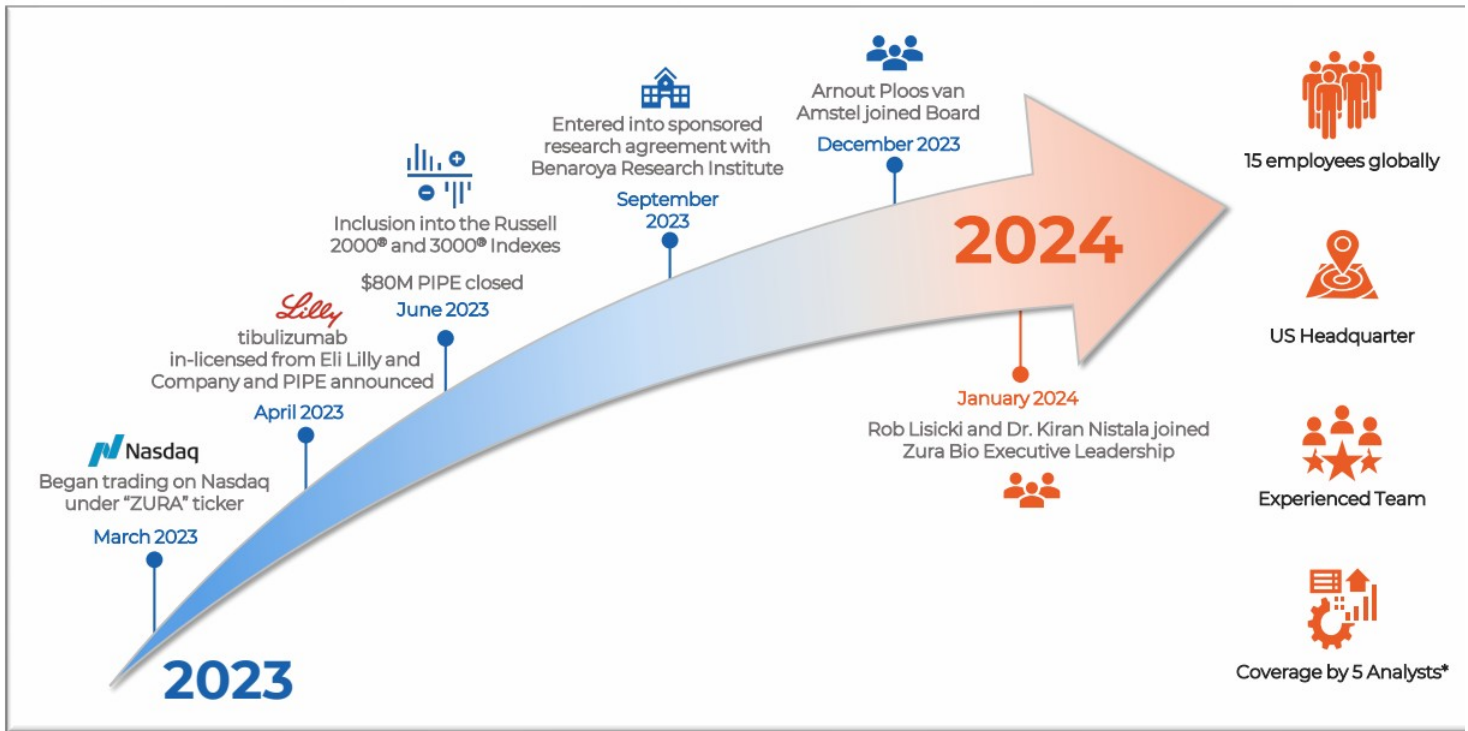 Nasdaq
Began trading on Nasdaq
under “ZURA” ticker
March 2023
Lilly
tibulizumab
in-licensed from Eli Lilly and
Company and PIPE announced
April 2023
Inclusion into the Russell
2000® and 3000® Indexes
$80M PIPE closed
June 2023
Entered into sponsored
research agreement with
Benaroya Research Institute
September
2023
Arnout Ploos van
Amstel joined Board
December 2023
January 2024
Rob Lisicki and Dr. Kiran Nistala joined
Zura Bio Executive Leadership
2023
2024
15 employees globally
US Headquarter
Experienced Team
Coverage by 5 Analysts*